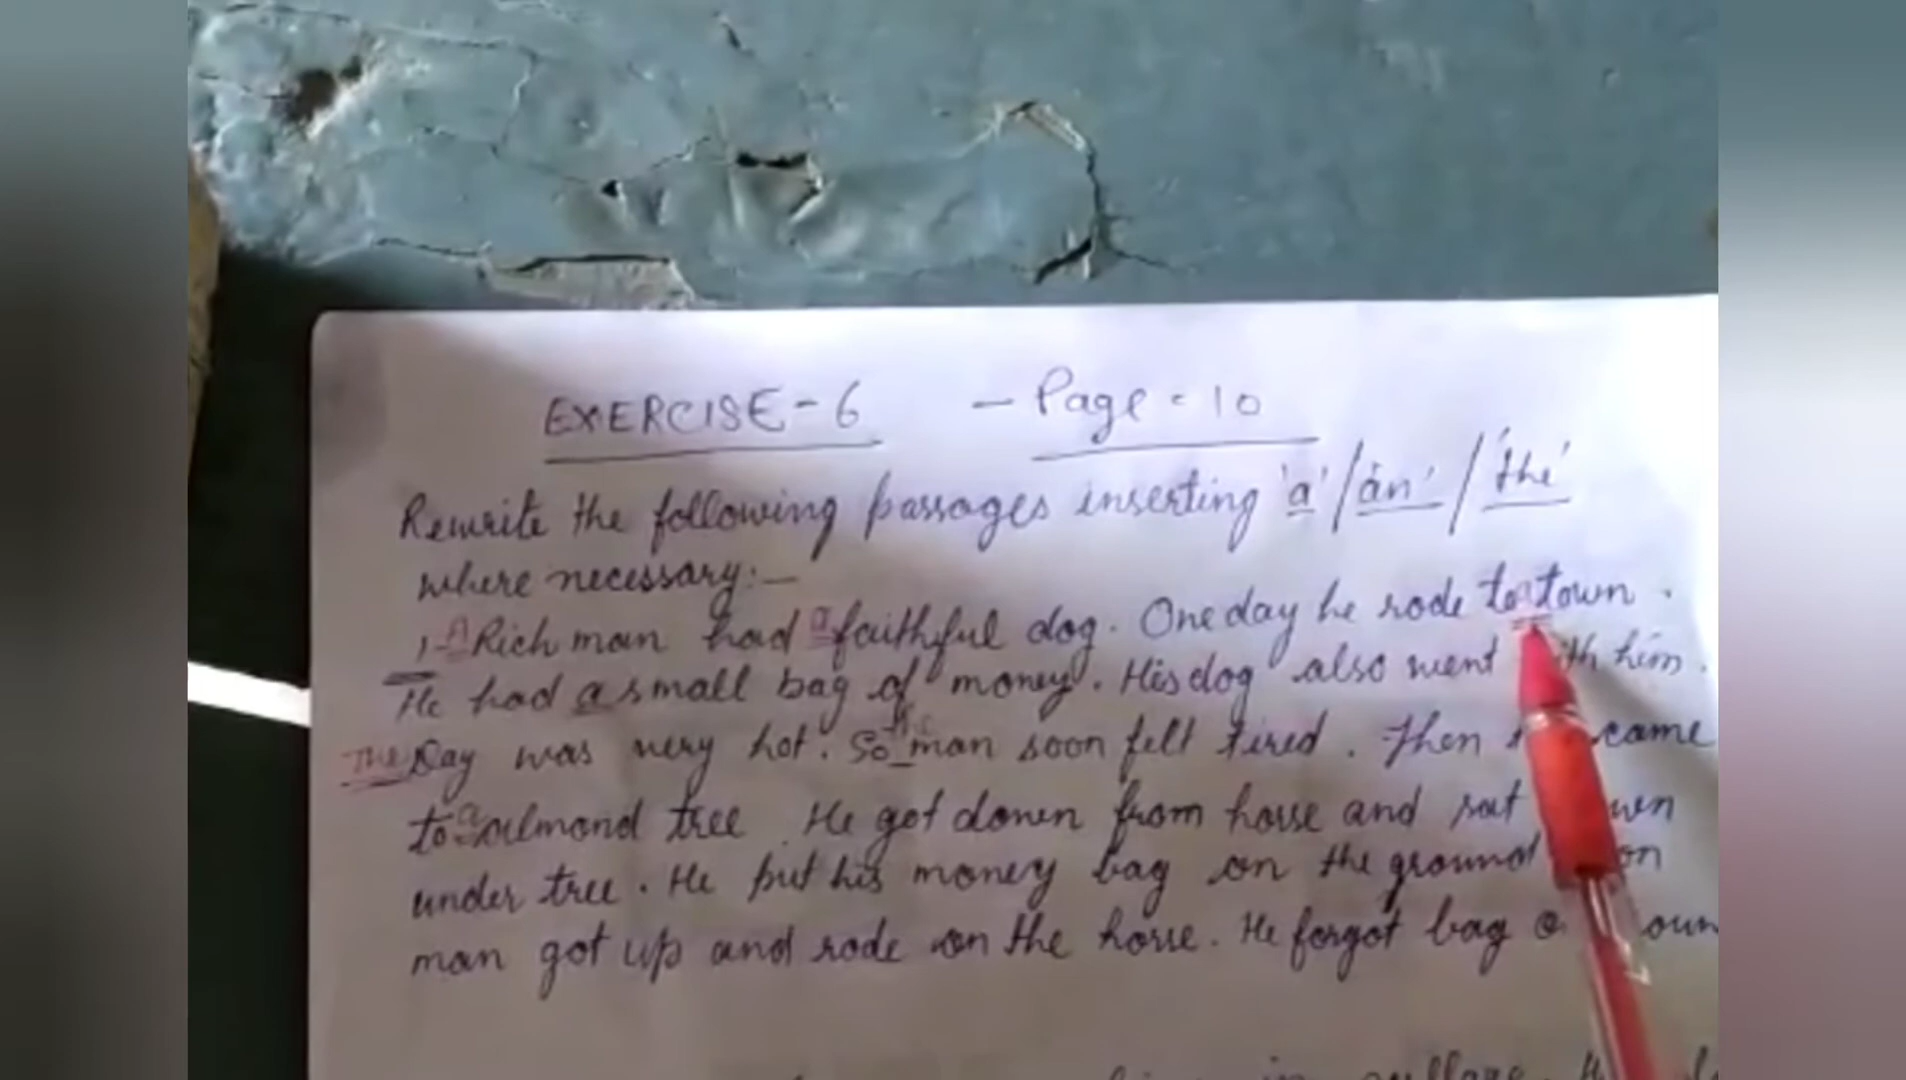 EXERCISE-6 - Page-10
Rewrite the following passages inserting 'a'/'an'/'the'
where necessary:-
1- A Rich man had a faithful dog. One day he rode to a town.
He had a small bag of money. His dog also went him.
The Day was very hot. So the man soon felt tired. Then came
to a almond tree He got down from horse and sat
under tree. He put his money bag on the ground
man got up and rode on the horse. He forgot bag